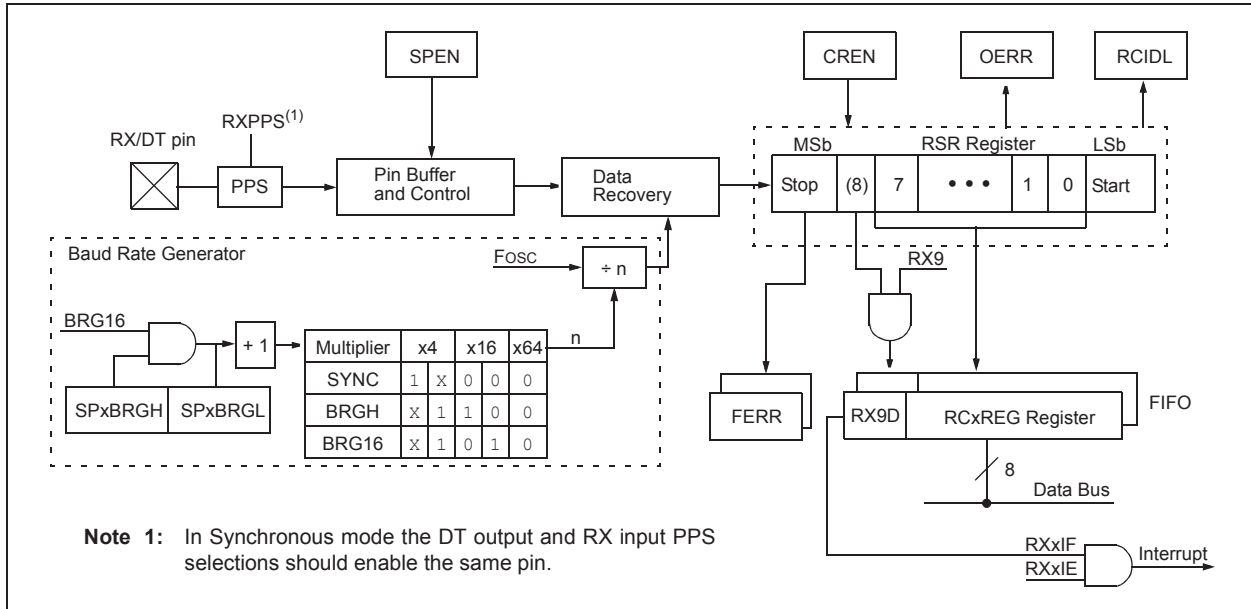 SPEN
CREN
OERR
RCIDL
RXPPS(1)
RX/DT pin
PPS
Pin Buffer
and Control
Data
Recovery
MSb RSR Register LSb
Stop (8) 7 • • • 1 0 Start
Baud Rate Generator
FOSC
÷ n
RX9
BRG16
+ 1
n
Multiplier x4 x16 x64
SYNC 1 X 0 0 0
BRGH X 1 1 0 0
BRG16 X 1 0 1 0
SPxBRGH SPxBRGL
FERR
RX9D RCxREG Register
FIFO
8
Data Bus
Note 1: In Synchronous mode the DT output and RX input PPS
selections should enable the same pin.
RXxIF
RXxIE
Interrupt